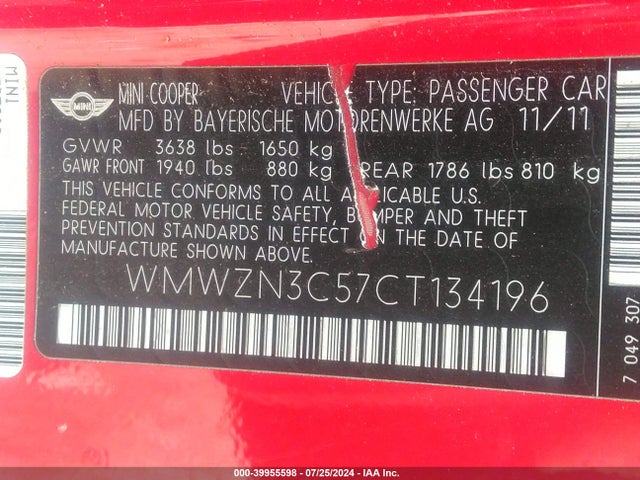 MINI
MINI COOPER VEHICLE TYPE: PASSENGER CAR
MFD BY BAYERISCHE MOTORENWERKE AG 11/11
GVWR 3638 lbs 1650 kg
GAWR FRONT 1940 lbs 880 kg REAR 1786 lbs 810 kg
THIS VEHICLE CONFORMS TO ALL APPLICABLE U.S.
FEDERAL MOTOR VEHICLE SAFETY, BUMPER AND THEFT
PREVENTION STANDARDS IN EFFECT ON THE DATE OF
MANUFACTURE SHOWN ABOVE.
WMWZN3C57CT134196
7 049 307
MINI
000-39955598 - 07/25/2024 - IAA Inc.